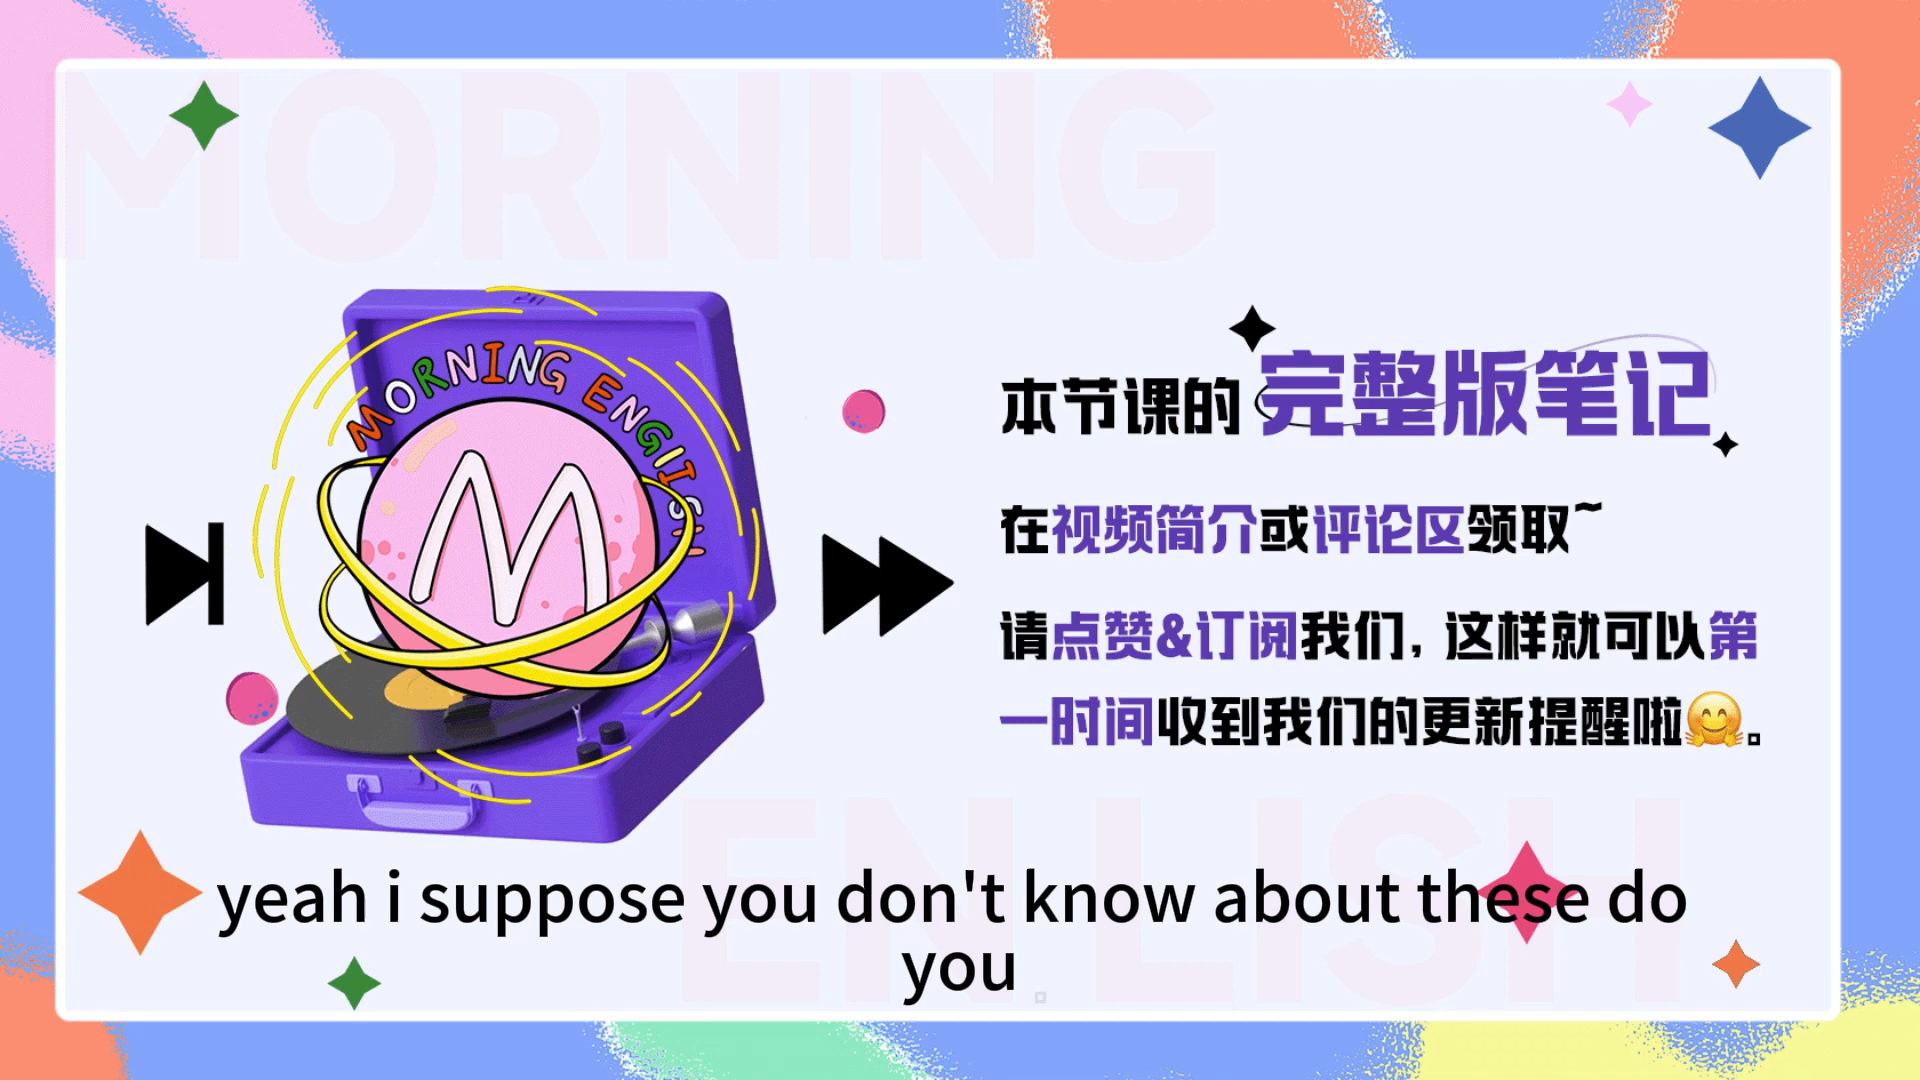 MORNING
MORNING ENGLISH
M
本节课的 完整版笔记
在视频简介或评论区领取~
请点赞&订阅我们，这样就可以第
一时间收到我们的更新提醒啦🤗。
EN LISH
yeah i suppose you don't know about these do
you